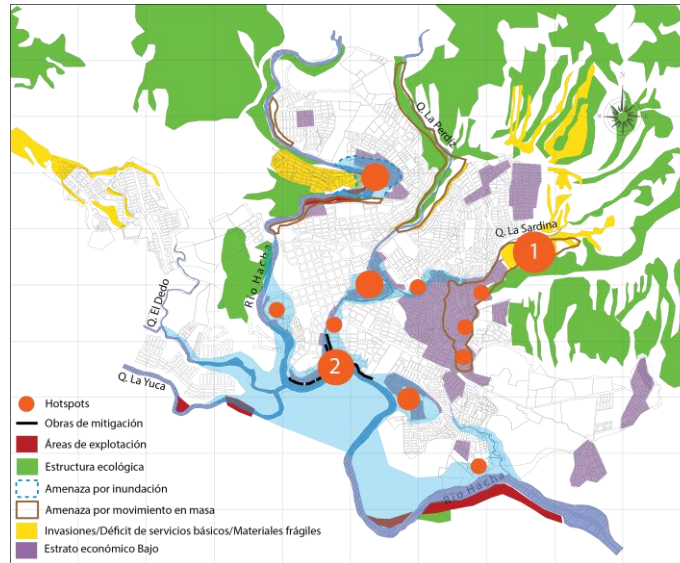 Q. La Perdiz
N
Q. La Sardina
1
Río Hacha
Q. El Dedo
2
Q. La Yuca
Río Hacha
Hotspots
Obras de mitigación
Áreas de explotación
Estructura ecológica
Amenaza por inundación
Amenaza por movimiento en masa
Invasiones/Déficit de servicios básicos/Materiales frágiles
Estrato económico Bajo